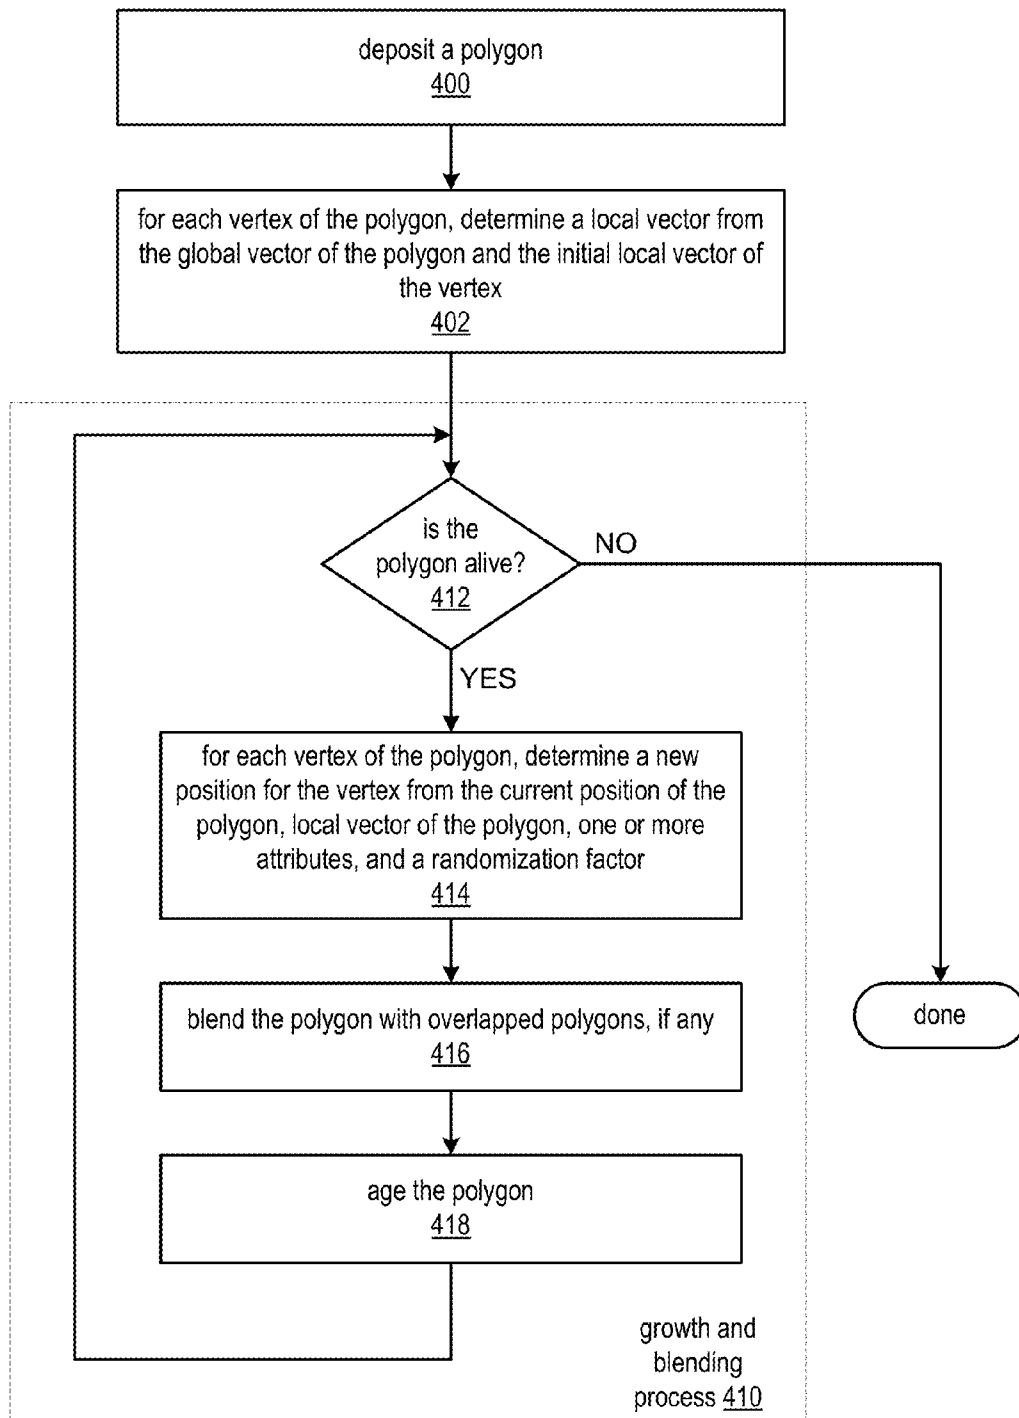 deposit a polygon
400
for each vertex of the polygon, determine a local vector from
the global vector of the polygon and the initial local vector of
the vertex
402
is the
polygon alive?
412
NO
YES
for each vertex of the polygon, determine a new
position for the vertex from the current position of the
polygon, local vector of the polygon, one or more
attributes, and a randomization factor
414
blend the polygon with overlapped polygons, if any
416
done
age the polygon
418
growth and
blending
process 410